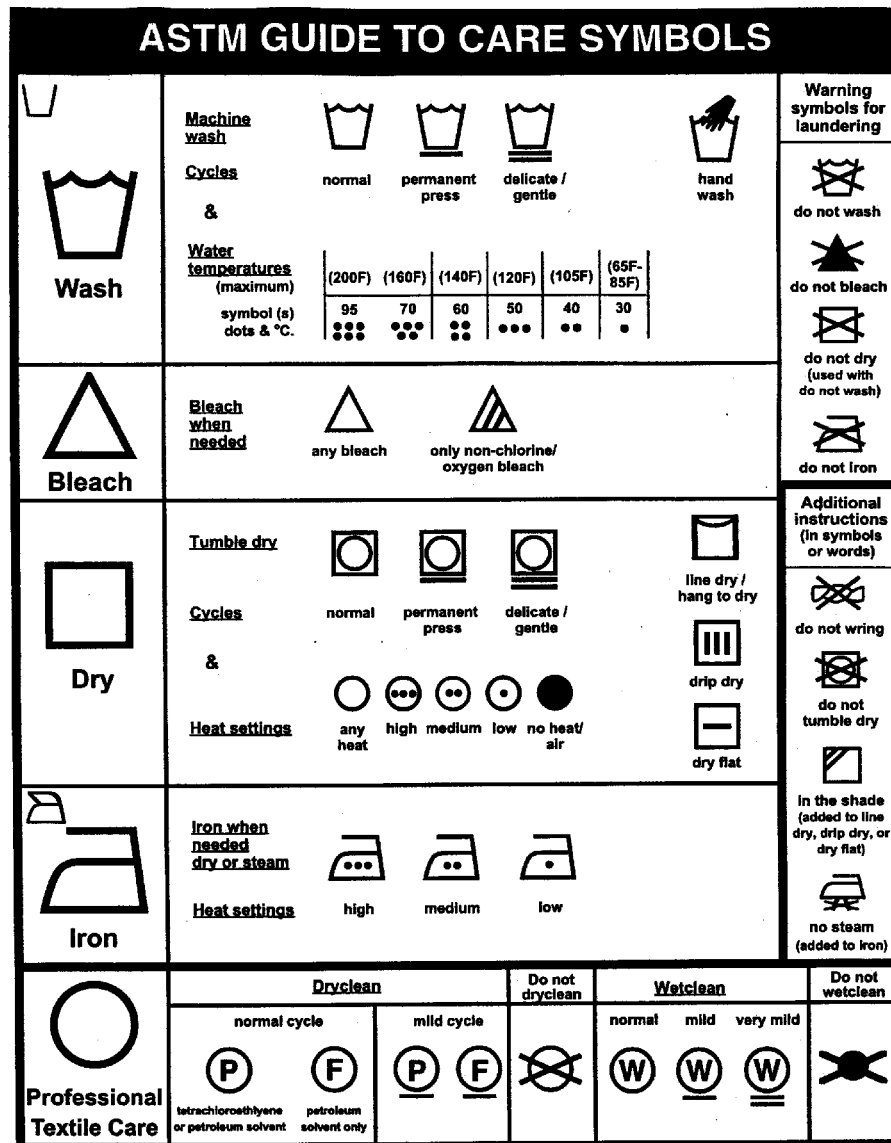 ASTM GUIDE TO CARE SYMBOLS
Wash
Machine
wash
Cycles
&
Water
temperatures
(maximum)
symbol (s)
dots & °C.
normal
permanent
press
delicate /
gentle
hand
wash
(200F) (160F) (140F) (120F) (105F) (65F-
85F)
95 70 60 50 40 30
Warning
symbols for
laundering
do not wash
do not bleach
do not dry
(used with
do not wash)
do not iron
Bleach
Bleach
when
needed
any bleach
only non-chlorine/
oxygen bleach
Dry
Tumble dry
Cycles
&
Heat settings
normal
permanent
press
delicate /
gentle
any
heat
high
medium
low
no heat/
air
line dry /
hang to dry
drip dry
dry flat
Additional
instructions
(in symbols
or words)
do not wring
do not
tumble dry
in the shade
(added to line
dry, drip dry, or
dry flat)
no steam
(added to iron)
Iron
Iron when
needed
dry or steam
Heat settings
high
medium
low
Professional
Textile Care
Dryclean
normal cycle
P
F
tetrachloroethlyene
or petroleum solvent
petroleum
solvent only
mild cycle
P
F
Do not
dryclean
Wetclean
normal
mild
very mild
W
W
W
Do not
wetclean